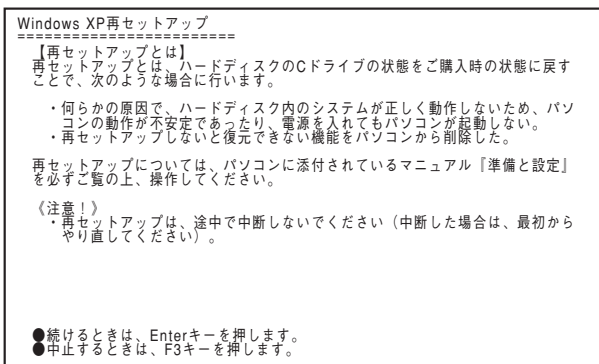 Windows XP再セットアップ
========================
【再セットアップとは】
再セットアップとは、ハードディスクのCドライブの状態をご購入時の状態に戻す
ことで、次のような場合に行います。
・何らかの原因で、ハードディスク内のシステムが正しく動作しないため、パソ
コンの動作が不安定であったり、電源を入れてもパソコンが起動しない。
・再セットアップしないと復元できない機能をパソコンから削除した。
再セットアップについては、パソコンに添付されているマニュアル『準備と設定』
を必ずご覧の上、操作してください。
《注意！》
・再セットアップは、途中で中断しないでください（中断した場合は、最初から
やり直してください）。
●続けるときは、Enterキーを押します。
●中止するときは、F3キーを押します。